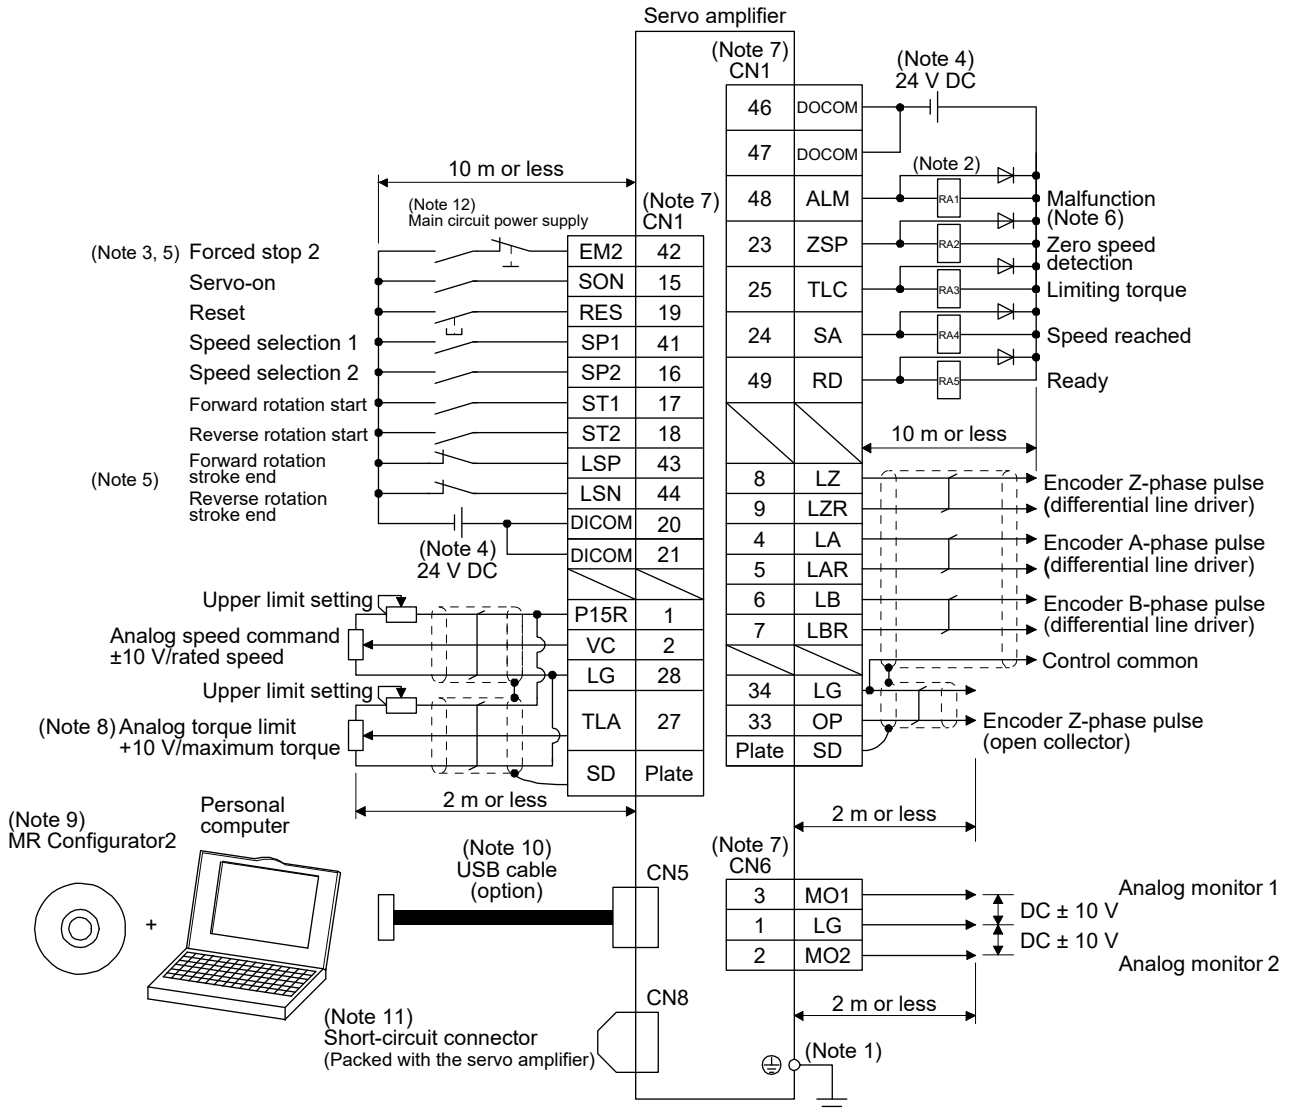 Servo amplifier
(Note 7)
CN1
(Note 4)
24 V DC
46 DOCOM
47 DOCOM
(Note 2)
48 ALM RA1 Malfunction
(Note 6)
23 ZSP RA2 Zero speed
detection
25 TLC RA3 Limiting torque
24 SA RA4 Speed reached
49 RD RA5 Ready
10 m or less
8 LZ Encoder Z-phase pulse
9 LZR (differential line driver)
4 LA Encoder A-phase pulse
5 LAR (differential line driver)
6 LB Encoder B-phase pulse
7 LBR (differential line driver)
Control common
34 LG
33 OP Encoder Z-phase pulse
(open collector)
Plate SD
2 m or less
10 m or less
(Note 12)
Main circuit power supply
(Note 7)
CN1
(Note 3, 5) Forced stop 2 EM2 42
Servo-on SON 15
Reset RES 19
Speed selection 1 SP1 41
Speed selection 2 SP2 16
Forward rotation start ST1 17
Reverse rotation start ST2 18
Forward rotation
stroke end LSP 43
(Note 5)
Reverse rotation
stroke end LSN 44
DICOM 20
DICOM 21
(Note 4)
24 V DC
Upper limit setting P15R 1
Analog speed command
±10 V/rated speed VC 2
LG 28
Upper limit setting
(Note 8) Analog torque limit
+10 V/maximum torque TLA 27
SD Plate
2 m or less
(Note 9)
MR Configurator2
+
Personal
computer
(Note 10)
USB cable
(option)
CN5
(Note 11)
Short-circuit connector
(Packed with the servo amplifier)
CN8
(Note 7)
CN6
3 MO1 Analog monitor 1
DC ± 10 V
1 LG
DC ± 10 V
2 MO2 Analog monitor 2
2 m or less
(Note 1)